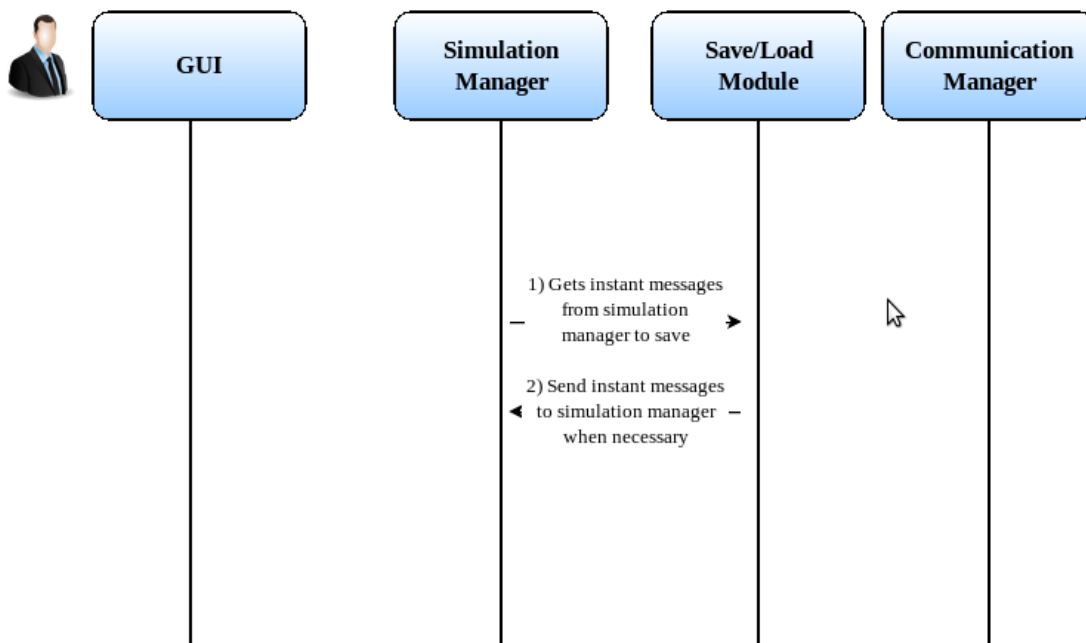 GUI
Simulation
Manager
Save/Load
Module
Communication
Manager
1) Gets instant messages
from simulation
manager to save
2) Send instant messages
to simulation manager
when necessary